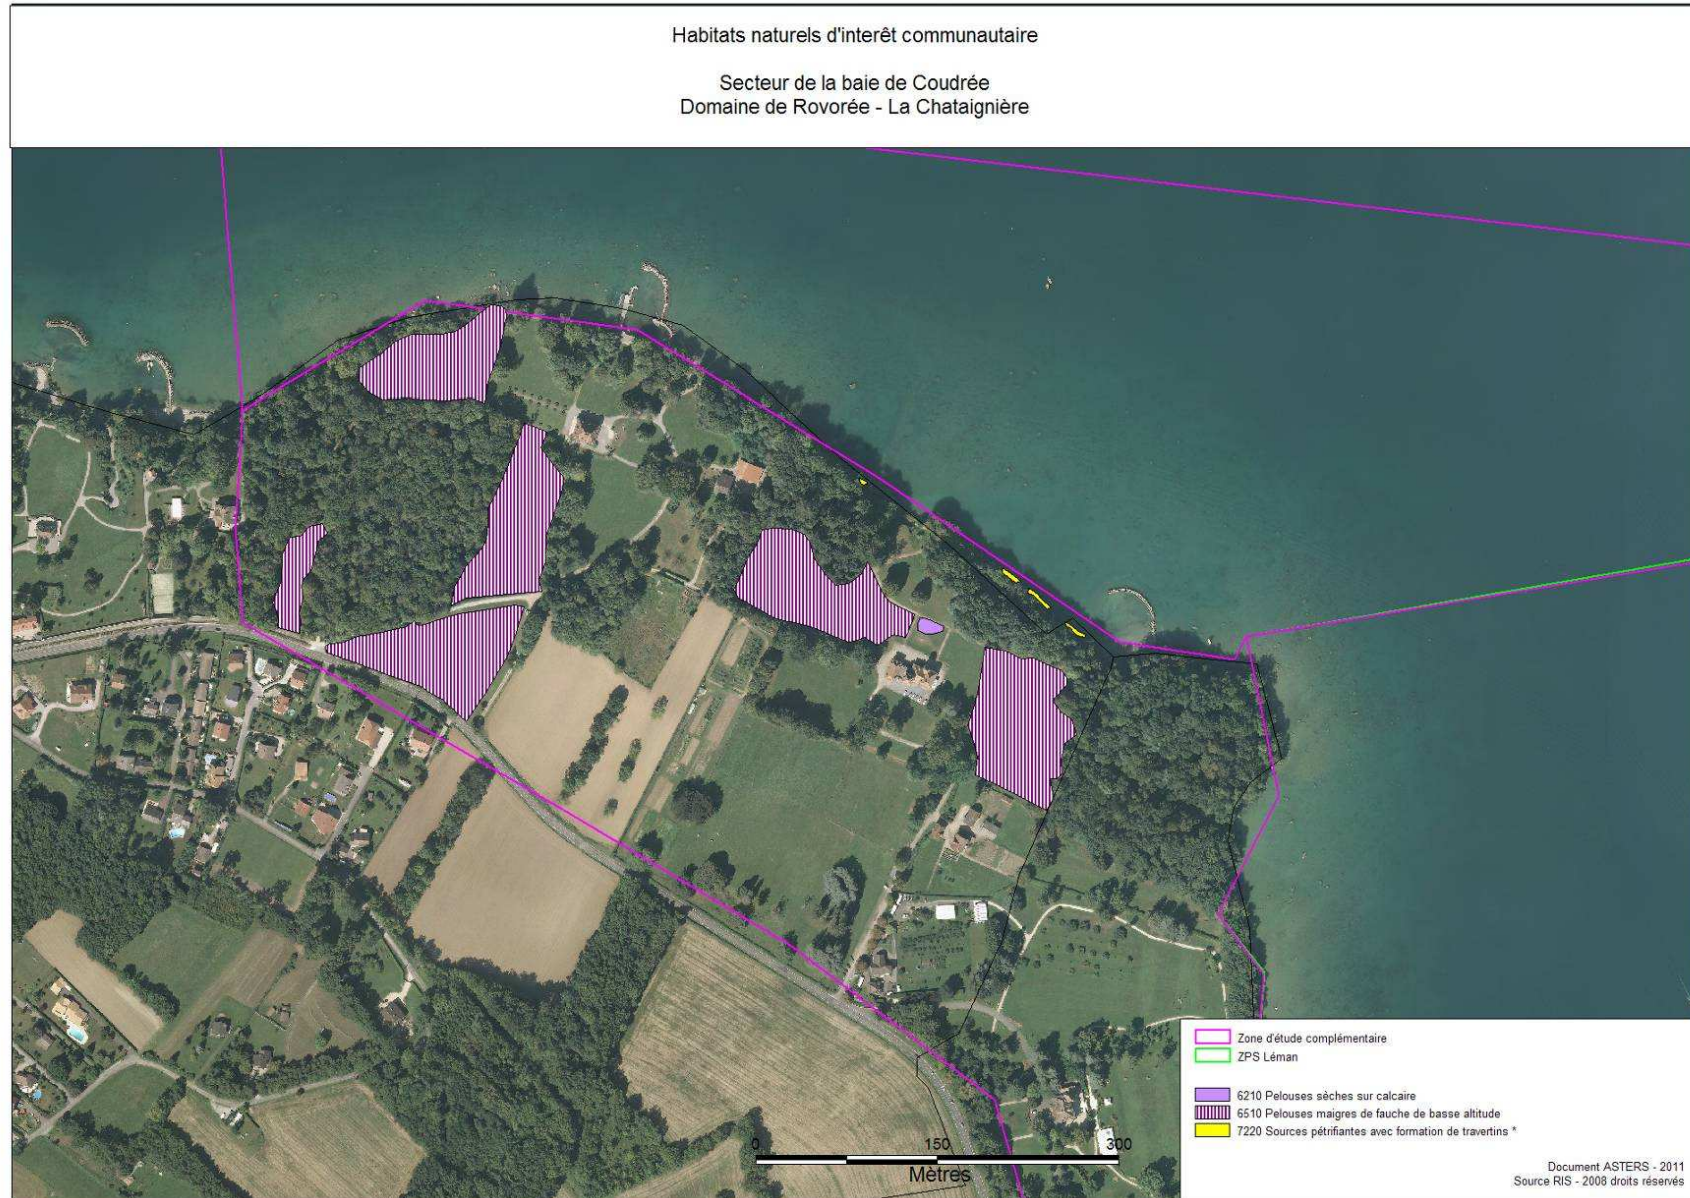 Habitats naturels d'interêt communautaire
Secteur de la baie de Coudrée
Domaine de Rovorée - La Chataignière
Zone d'étude complémentaire
ZPS Léman
6210 Pelouses sèches sur calcaire
6510 Pelouses maigres de fauche de basse altitude
7220 Sources pétrifiantes avec formation de travertins *
0 150 300
Mètres
Document ASTERS - 2011
Source RIS - 2008 droits réservés